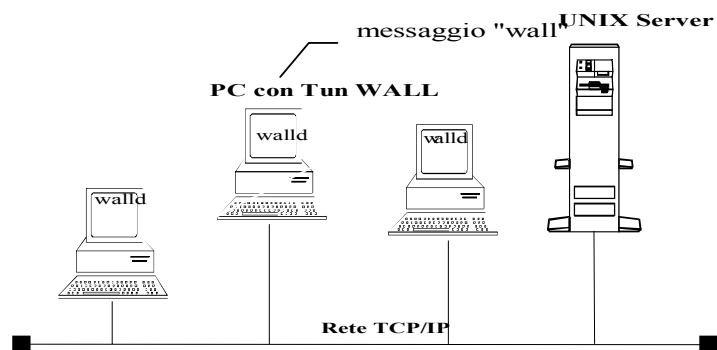 messaggio "wall"
UNIX Server
PC con Tun WALL
walld
walld
walld
Rete TCP/IP